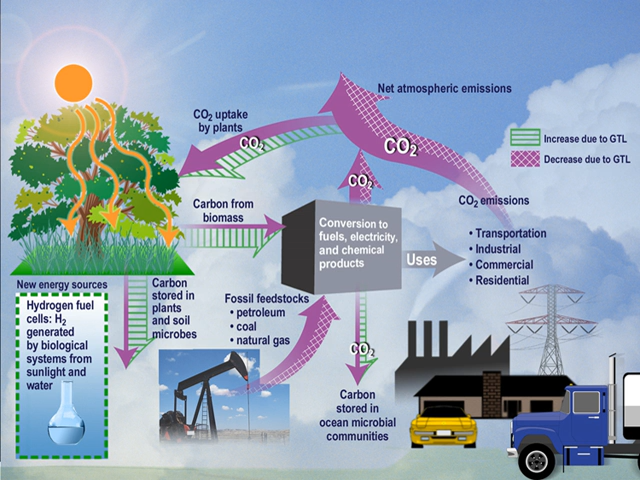 Net atmospheric emissions
CO2 uptake
by plants
CO2
CO2
CO2
Increase due to GTL
Decrease due to GTL
Carbon from
biomass
CO2 emissions
Conversion to
fuels, electricity,
and chemical
products
Uses
• Transportation
• Industrial
• Commercial
• Residential
New energy sources
Hydrogen fuel
cells: H2
generated
by biological
systems from
sunlight and
water
Carbon
stored in
plants
and soil
microbes
Fossil feedstocks
• petroleum
• coal
• natural gas
CO2
Carbon
stored in
ocean microbial
communities